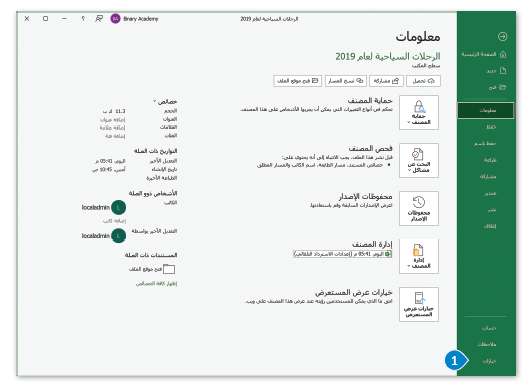 الرحلات السياحية لعام 2019
Binary Academy
BA
?
الصفحة الرئيسية
جديد
فتح
معلومات
حفظ
حفظ باسم
طباعة
مشاركة
تصدير
نشر
إغلاق
حساب
ملاحظات
خيارات
1
معلومات
الرحلات السياحية لعام 2019
سطح المكتب
تحميل
مشاركة
نسخ المسار
فتح موقع الملف
حماية المصنف
حماية المصنف
تحكم في أنواع التغييرات التي يمكن أن يجريها الأشخاص على هذا المصنف.
فحص المصنف
البحث عن مشاكل
قبل نشر هذا الملف، يجب الانتباه إلى أنه يحتوي على:
خصائص المستند، مسار الطابعة، اسم الكاتب والمسار المطلق
محفوظات الإصدار
محفوظات الإصدار
اعرض الإصدارات السابقة وقم باستعادتها.
إدارة المصنف
إدارة المصنف
اليوم، 05:41 م (إعدادات الاسترداد التلقائي)
خيارات عرض المستعرض
خيارات عرض المستعرض
انتق ما الذي يمكن للمستخدمين رؤيته عند عرض هذا المصنف على ويب.
خصائص
الحجم
11.3 ك ب
العنوان
إضافة عنوان
العلامات
إضافة علامة
الفئات
إضافة فئة
التواريخ ذات الصلة
التعديل الأخير
اليوم، 05:41 م
تاريخ الإنشاء
أمس، 10:45 ص
الطباعة الأخيرة
الأشخاص ذوو الصلة
الكاتب
L
localadmin
إضافة كاتب
التعديل الأخير بواسطة
L
localadmin
المستندات ذات الصلة
فتح موقع الملف
إظهار كافة الخصائص